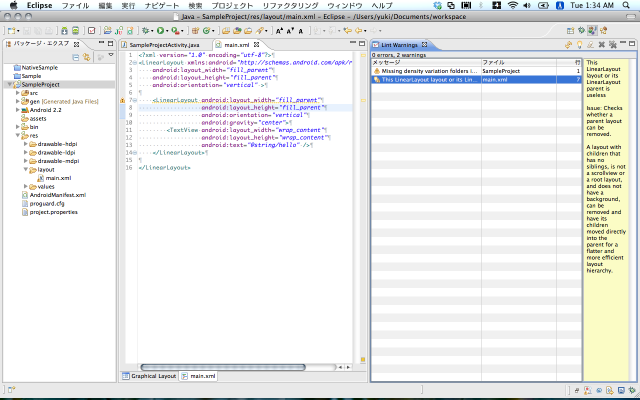 Eclipse ファイル 編集 実行 ナビゲート 検索 プロジェクト リファクタリング ウィンドウ ヘルプ Tue 1:34 AM
Java – SampleProject/res/layout/main.xml – Eclipse – /Users/yuki/Documents/workspace
パッケージ・エクスプ
NativeSample
Sample
SampleProject
src
gen [Generated Java Files]
Android 2.2
assets
bin
res
drawable-hdpi
drawable-ldpi
drawable-mdpi
layout
main.xml
values
AndroidManifest.xml
proguard.cfg
project.properties
SampleProjectActivity.java main.xml
1 <?xml version="1.0" encoding="utf-8"?>
2 <LinearLayout xmlns:android="http://schemas.android.com/apk/r
3 android:layout_width="fill_parent"
4 android:layout_height="fill_parent"
5 android:orientation="vertical">
6
7 <LinearLayout android:layout_width="fill_parent"
8 android:layout_height="fill_parent"
9 android:orientation="vertical"
10 android:gravity="center">
11 <TextView android:layout_width="wrap_content"
12 android:layout_height="wrap_content"
13 android:text="@string/hello" />
14 </LinearLayout>
15
16 </LinearLayout>
Graphical Layout main.xml
Lint Warnings
0 errors, 2 warnings
メッセージ ファイル
Missing density variation folders i... SampleProject
This LinearLayout layout or its Lin... main.xml 7
This
LinearLayout
layout or its
LinearLayout
parent is
useless
Issue: Checks
whether a
parent layout
can be
removed.
A layout with
children that
has no
siblings, is not
a scrollview or
a root layout,
and does not
have a
background,
can be
removed and
have its
children
moved directly
into the
parent for a
flatter and
more efficient
layout
hierarchy.